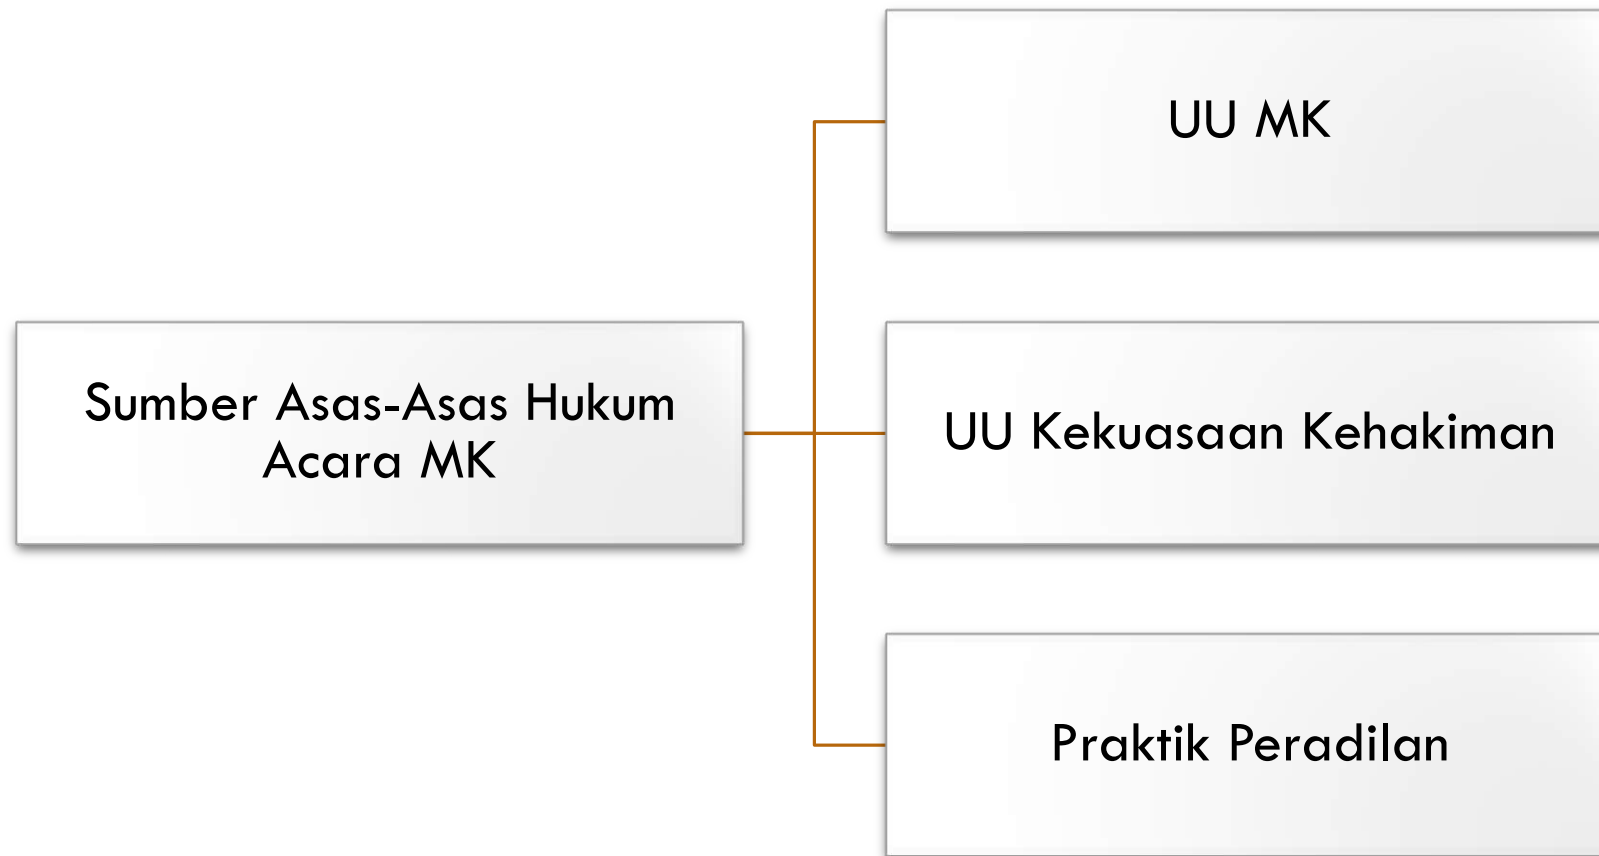 Sumber Asas-Asas Hukum
Acara MK
UU MK
UU Kekuasaan Kehakiman
Praktik Peradilan